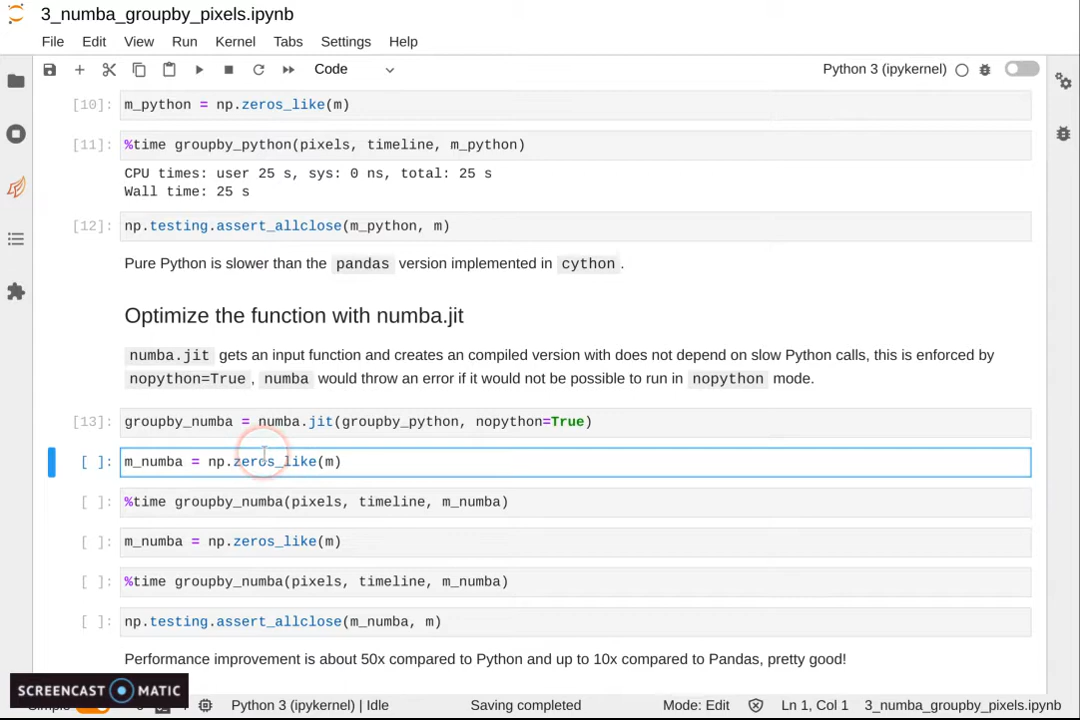 3_numba_groupby_pixels.ipynb
File Edit View Run Kernel Tabs Settings Help
Code Python 3 (ipykernel)
[10]: m_python = np.zeros_like(m)
[11]: %time groupby_python(pixels, timeline, m_python)
CPU times: user 25 s, sys: 0 ns, total: 25 s
Wall time: 25 s
[12]: np.testing.assert_allclose(m_python, m)
Pure Python is slower than the pandas version implemented in cython .
Optimize the function with numba.jit
numba.jit gets an input function and creates an compiled version with does not depend on slow Python calls, this is enforced by
nopython=True , numba would throw an error if it would not be possible to run in nopython mode.
[13]: groupby_numba = numba.jit(groupby_python, nopython=True)
[ ]: m_numba = np.zeros_like(m)
[ ]: %time groupby_numba(pixels, timeline, m_numba)
[ ]: m_numba = np.zeros_like(m)
[ ]: %time groupby_numba(pixels, timeline, m_numba)
[ ]: np.testing.assert_allclose(m_numba, m)
Performance improvement is about 50x compared to Python and up to 10x compared to Pandas, pretty good!
SCREENCAST MATIC
Python 3 (ipykernel) | Idle Saving completed Mode: Edit Ln 1, Col 1 3_numba_groupby_pixels.ipynb